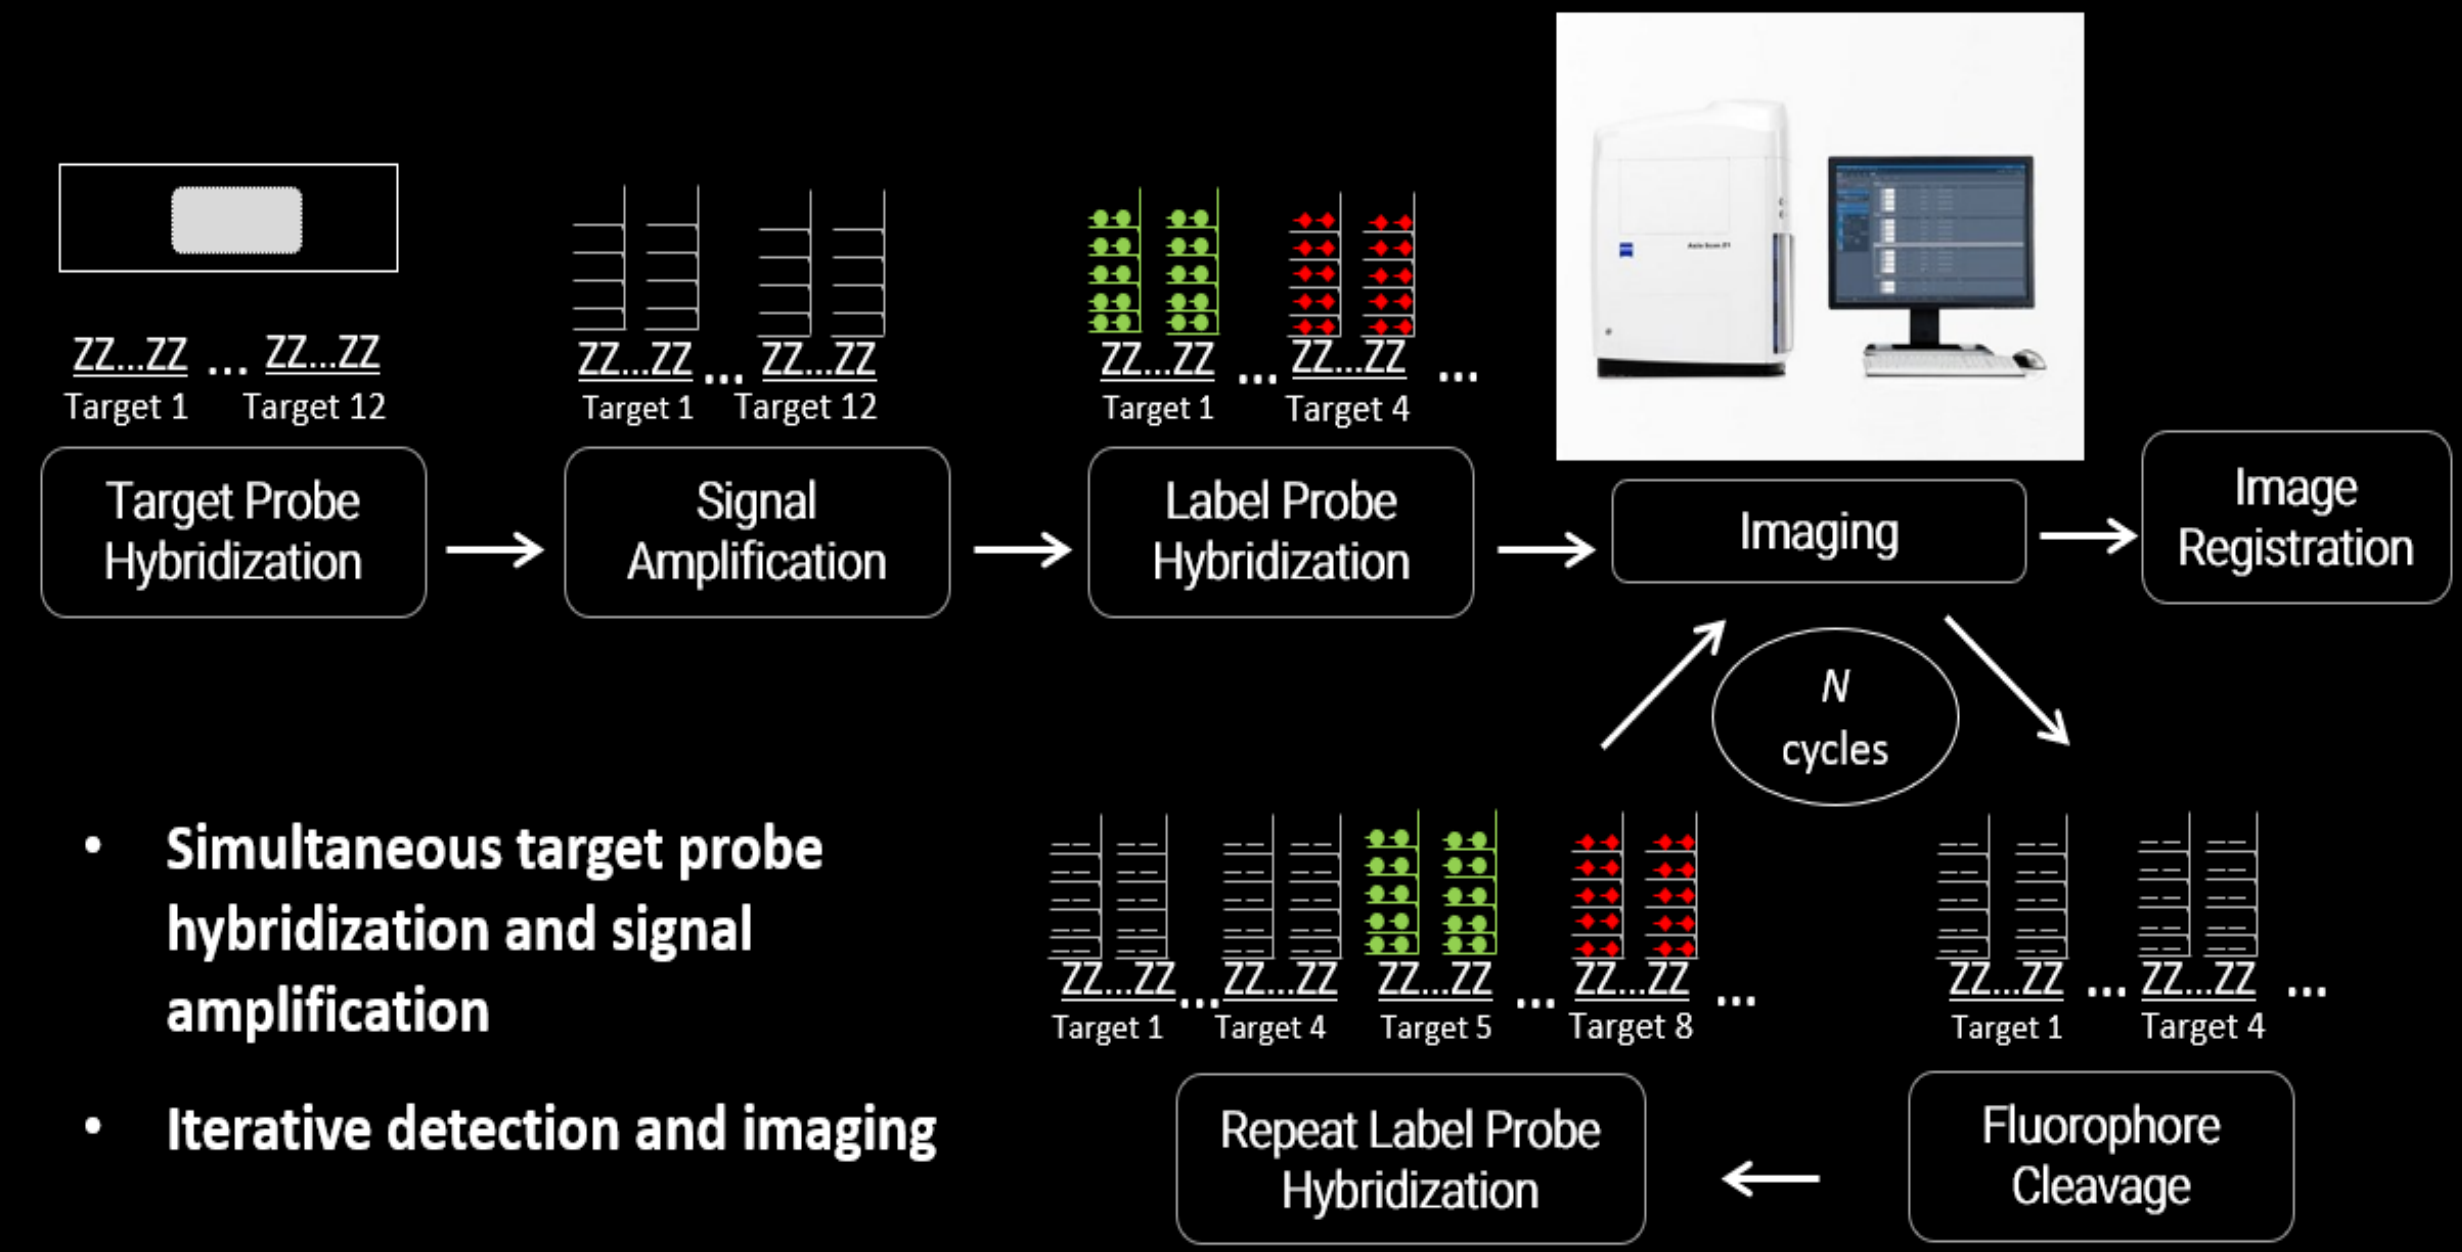 ZZ...ZZ ... ZZ...ZZ
Target 1 Target 12
Target Probe
Hybridization
ZZ...ZZ ... ZZ...ZZ
Target 1 Target 12
Signal
Amplification
ZZ...ZZ ... ZZ...ZZ ...
Target 1 Target 4
Label Probe
Hybridization
Axio Scan.Z1
Imaging
Image
Registration
N
cycles
ZZ...ZZ ... ZZ...ZZ ...
Target 1 Target 4
Fluorophore
Cleavage
ZZ...ZZ ... ZZ...ZZ ZZ...ZZ ... ZZ...ZZ ...
Target 1 Target 4 Target 5 Target 8
Repeat Label Probe
Hybridization
• Simultaneous target probe
hybridization and signal
amplification
• Iterative detection and imaging